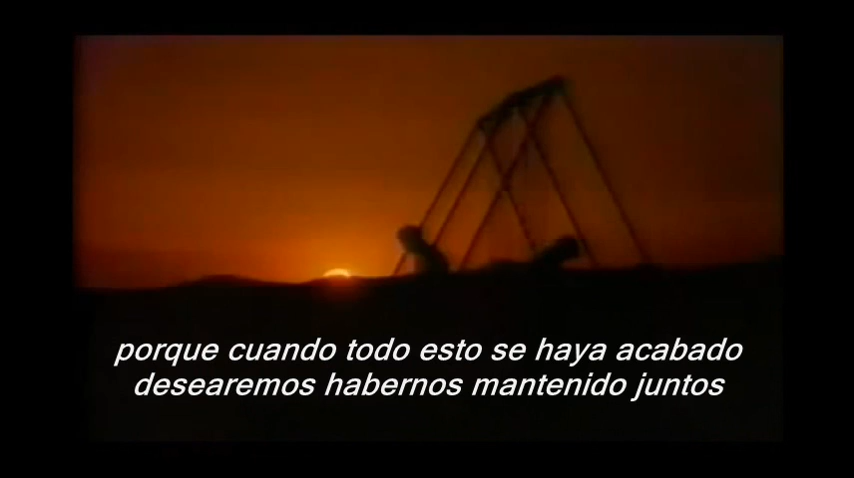 porque cuando todo esto se haya acabado
desearemos habernos mantenido juntos